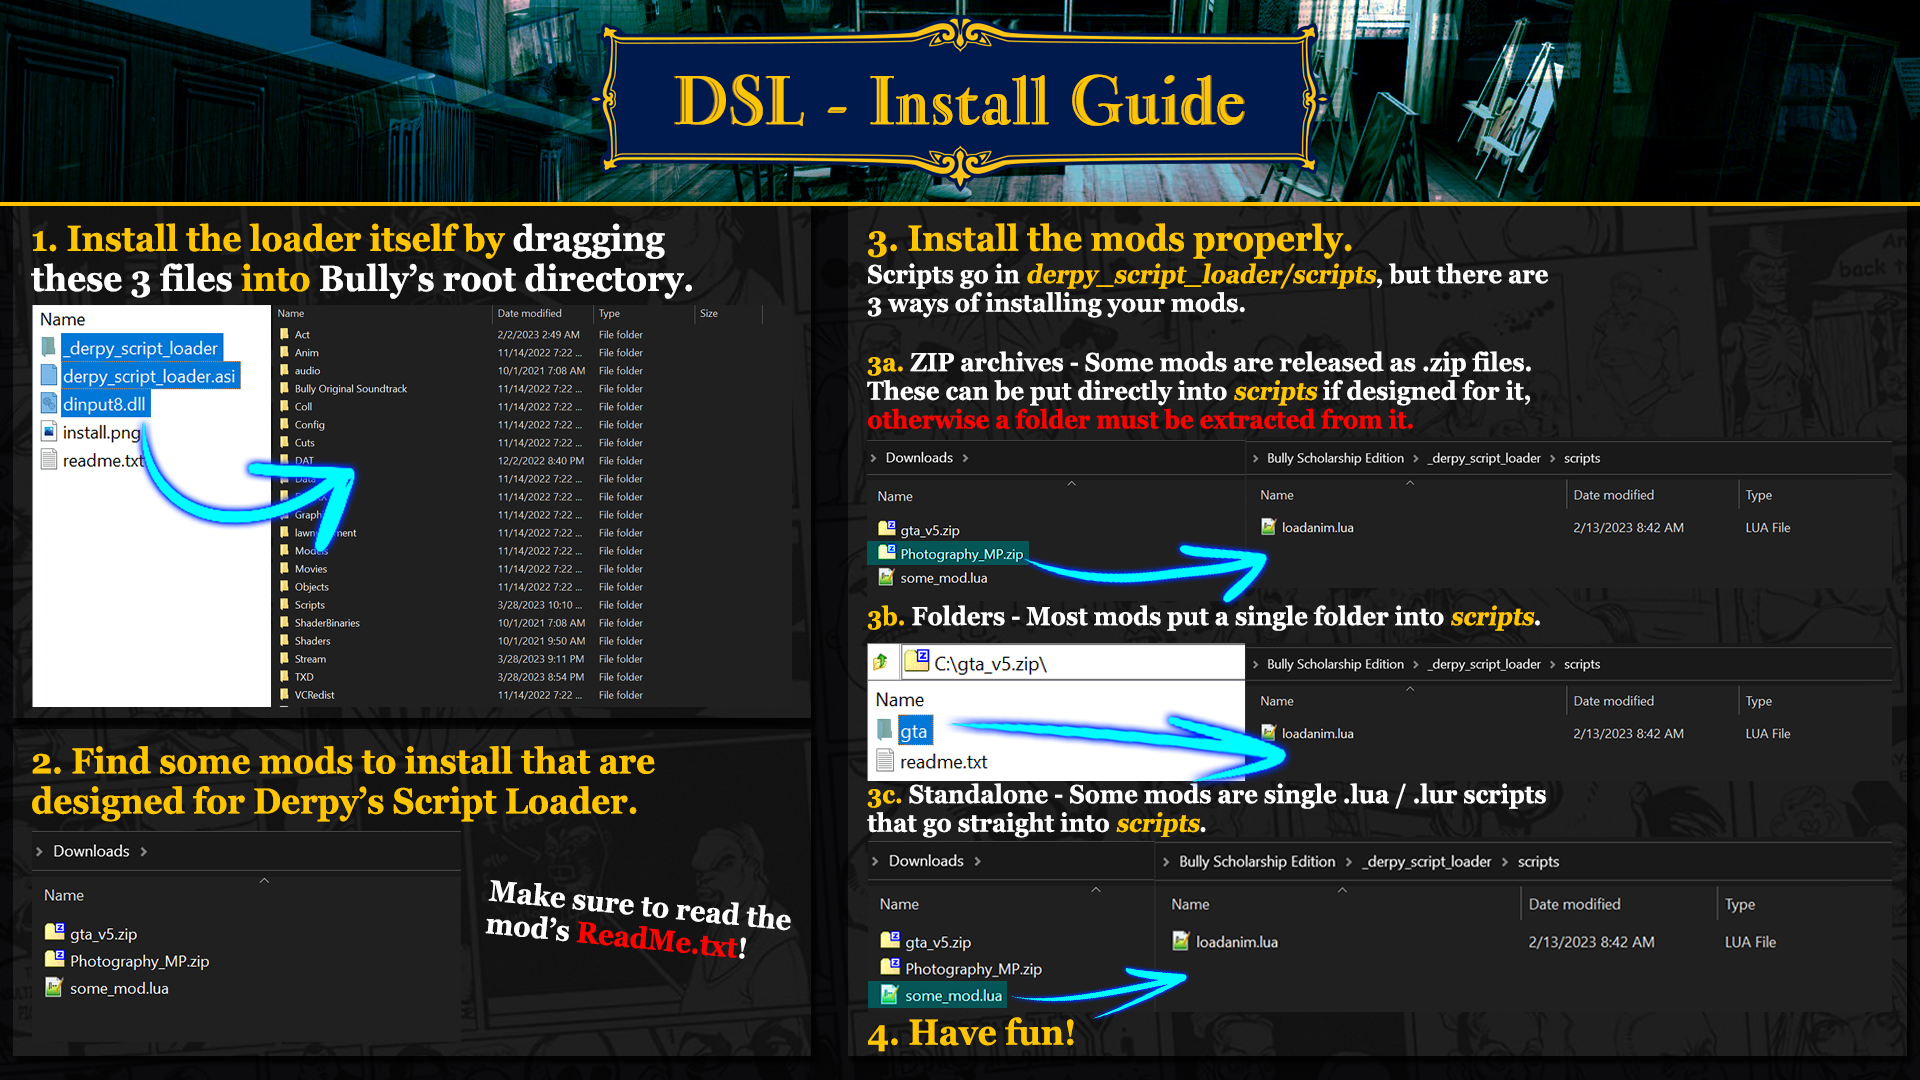 DSL - Install Guide
1. Install the loader itself by dragging
these 3 files into Bully's root directory.
Name
_derpy_script_loader
derpy_script_loader.asi
dinput8.dll
install.png
readme.txt
Name Date modified Type Size
Act 2/2/2023 2:49 AM File folder
Anim 11/14/2022 7:22 ... File folder
audio 10/1/2021 7:08 AM File folder
Bully Original Soundtrack 11/14/2022 7:22 ... File folder
Coll 11/14/2022 7:22 ... File folder
Config 11/14/2022 7:22 ... File folder
Cuts 11/14/2022 7:22 ... File folder
DAT 12/2/2022 8:40 PM File folder
Data 11/14/2022 7:22 ... File folder
11/14/2022 7:22 ... File folder
Graph 11/14/2022 7:22 ... File folder
11/14/2022 7:22 ... File folder
Models 11/14/2022 7:22 ... File folder
Movies 11/14/2022 7:22 ... File folder
Objects 11/14/2022 7:22 ... File folder
Scripts 3/28/2023 10:10 ... File folder
ShaderBinaries 10/1/2021 7:08 AM File folder
Shaders 10/1/2021 9:50 AM File folder
Stream 3/28/2023 9:11 PM File folder
TXD 3/28/2023 8:54 PM File folder
VCRedist 11/14/2022 7:22 ... File folder
2. Find some mods to install that are
designed for Derpy's Script Loader.
Downloads
Name
gta_v5.zip
Photography_MP.zip
some_mod.lua
Make sure to read the
mod's ReadMe.txt!
3. Install the mods properly.
Scripts go in derpy_script_loader/scripts, but there are
3 ways of installing your mods.
3a. ZIP archives - Some mods are released as .zip files.
These can be put directly into scripts if designed for it,
otherwise a folder must be extracted from it.
Downloads
Name
gta_v5.zip
Photography_MP.zip
some_mod.lua
Bully Scholarship Edition > _derpy_script_loader > scripts
Name Date modified Type
loadanim.lua 2/13/2023 8:42 AM LUA File
3b. Folders - Most mods put a single folder into scripts.
C:\gta_v5.zip\
Name
gta
readme.txt
Bully Scholarship Edition > _derpy_script_loader > scripts
Name Date modified Type
loadanim.lua 2/13/2023 8:42 AM LUA File
3c. Standalone - Some mods are single .lua / .lur scripts
that go straight into scripts.
Downloads
Name
gta_v5.zip
Photography_MP.zip
some_mod.lua
Bully Scholarship Edition > _derpy_script_loader > scripts
Name Date modified Type
loadanim.lua 2/13/2023 8:42 AM LUA File
4. Have fun!